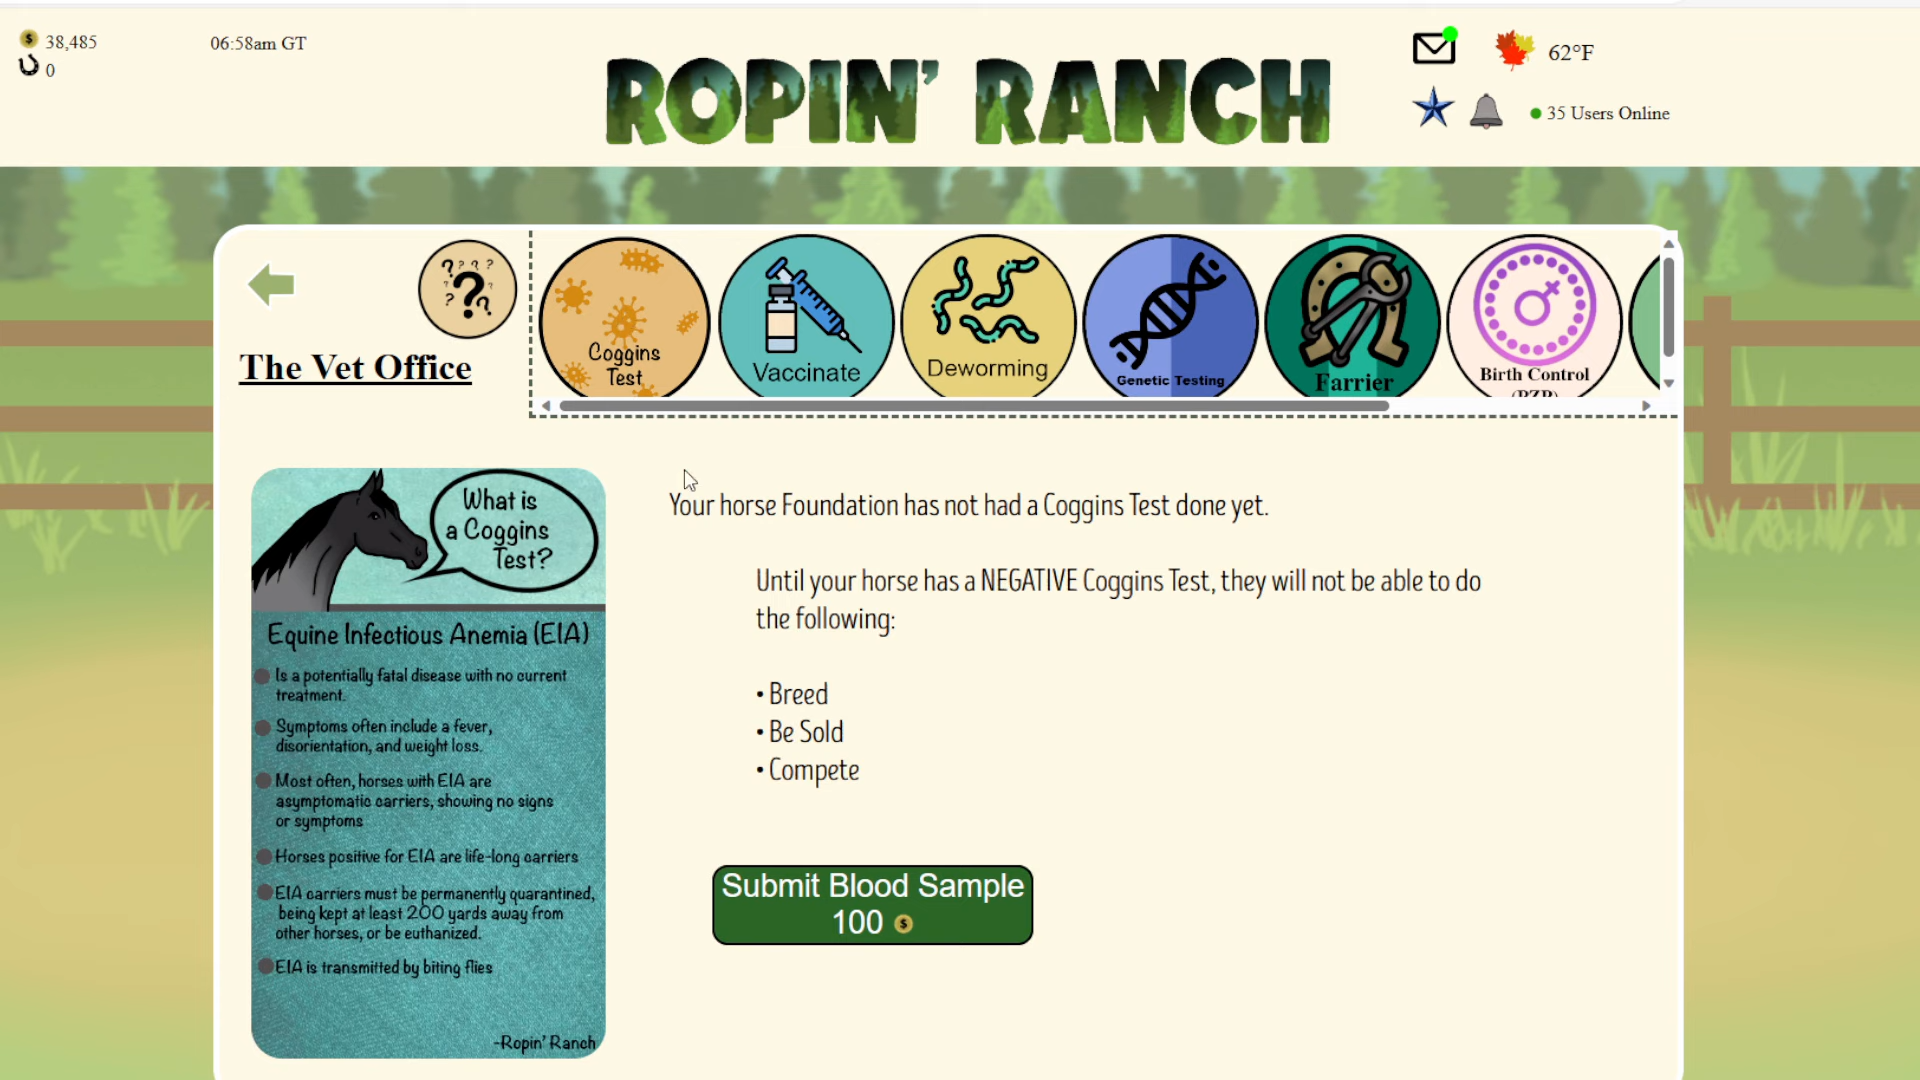 38,485
0
06:58am GT
ROPIN' RANCH
62°F
35 Users Online
The Vet Office
Coggins
Test
Vaccinate
Deworming
Genetic Testing
Farrier
Birth Control
(PZP)
What is
a Coggins
Test?
Equine Infectious Anemia (EIA)
Is a potentially fatal disease with no current
treatment.
Symptoms often include a fever,
disorientation, and weight loss.
Most often, horses with EIA are
asymptomatic carriers, showing no signs
or symptoms
Horses positive for EIA are life-long carriers
EIA carriers must be permanently quarantined,
being kept at least 200 yards away from
other horses, or be euthanized.
EIA is transmitted by biting flies
-Ropin' Ranch
Your horse Foundation has not had a Coggins Test done yet.
Until your horse has a NEGATIVE Coggins Test, they will not be able to do
the following:
• Breed
• Be Sold
• Compete
Submit Blood Sample
100